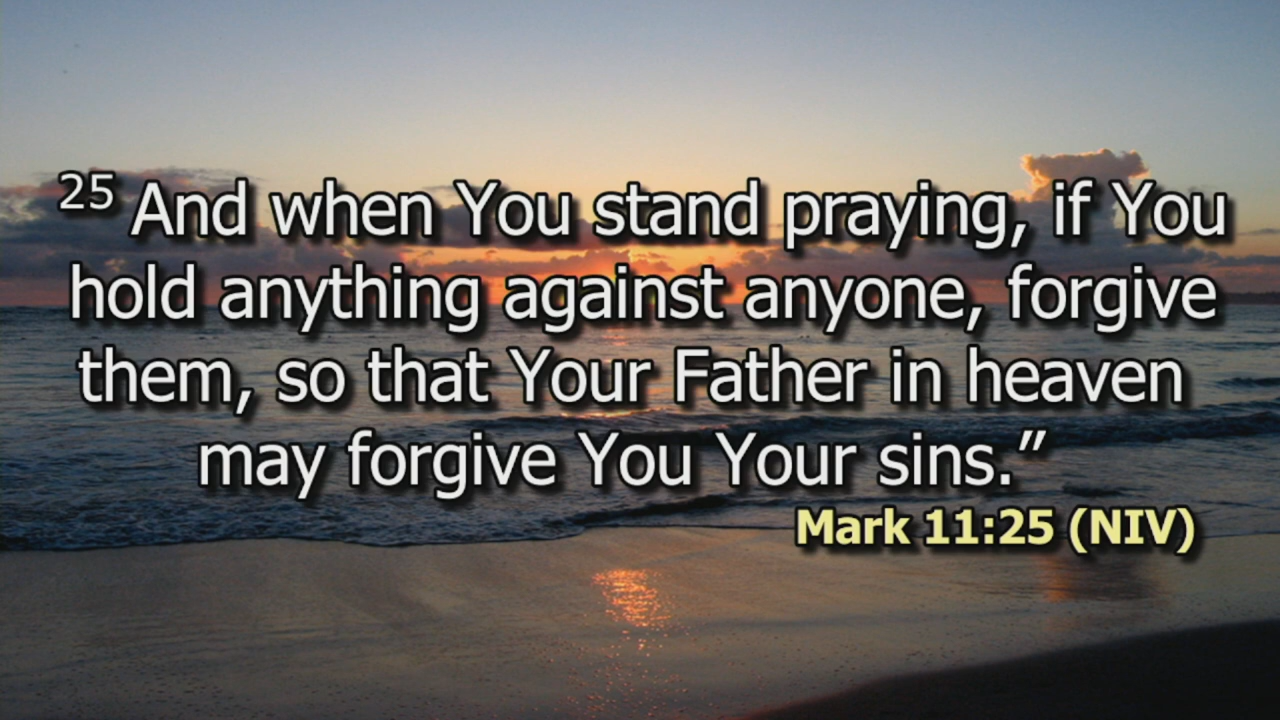 25 And when You stand praying, if You
hold anything against anyone, forgive
them, so that Your Father in heaven
may forgive You Your sins.”
Mark 11:25 (NIV)